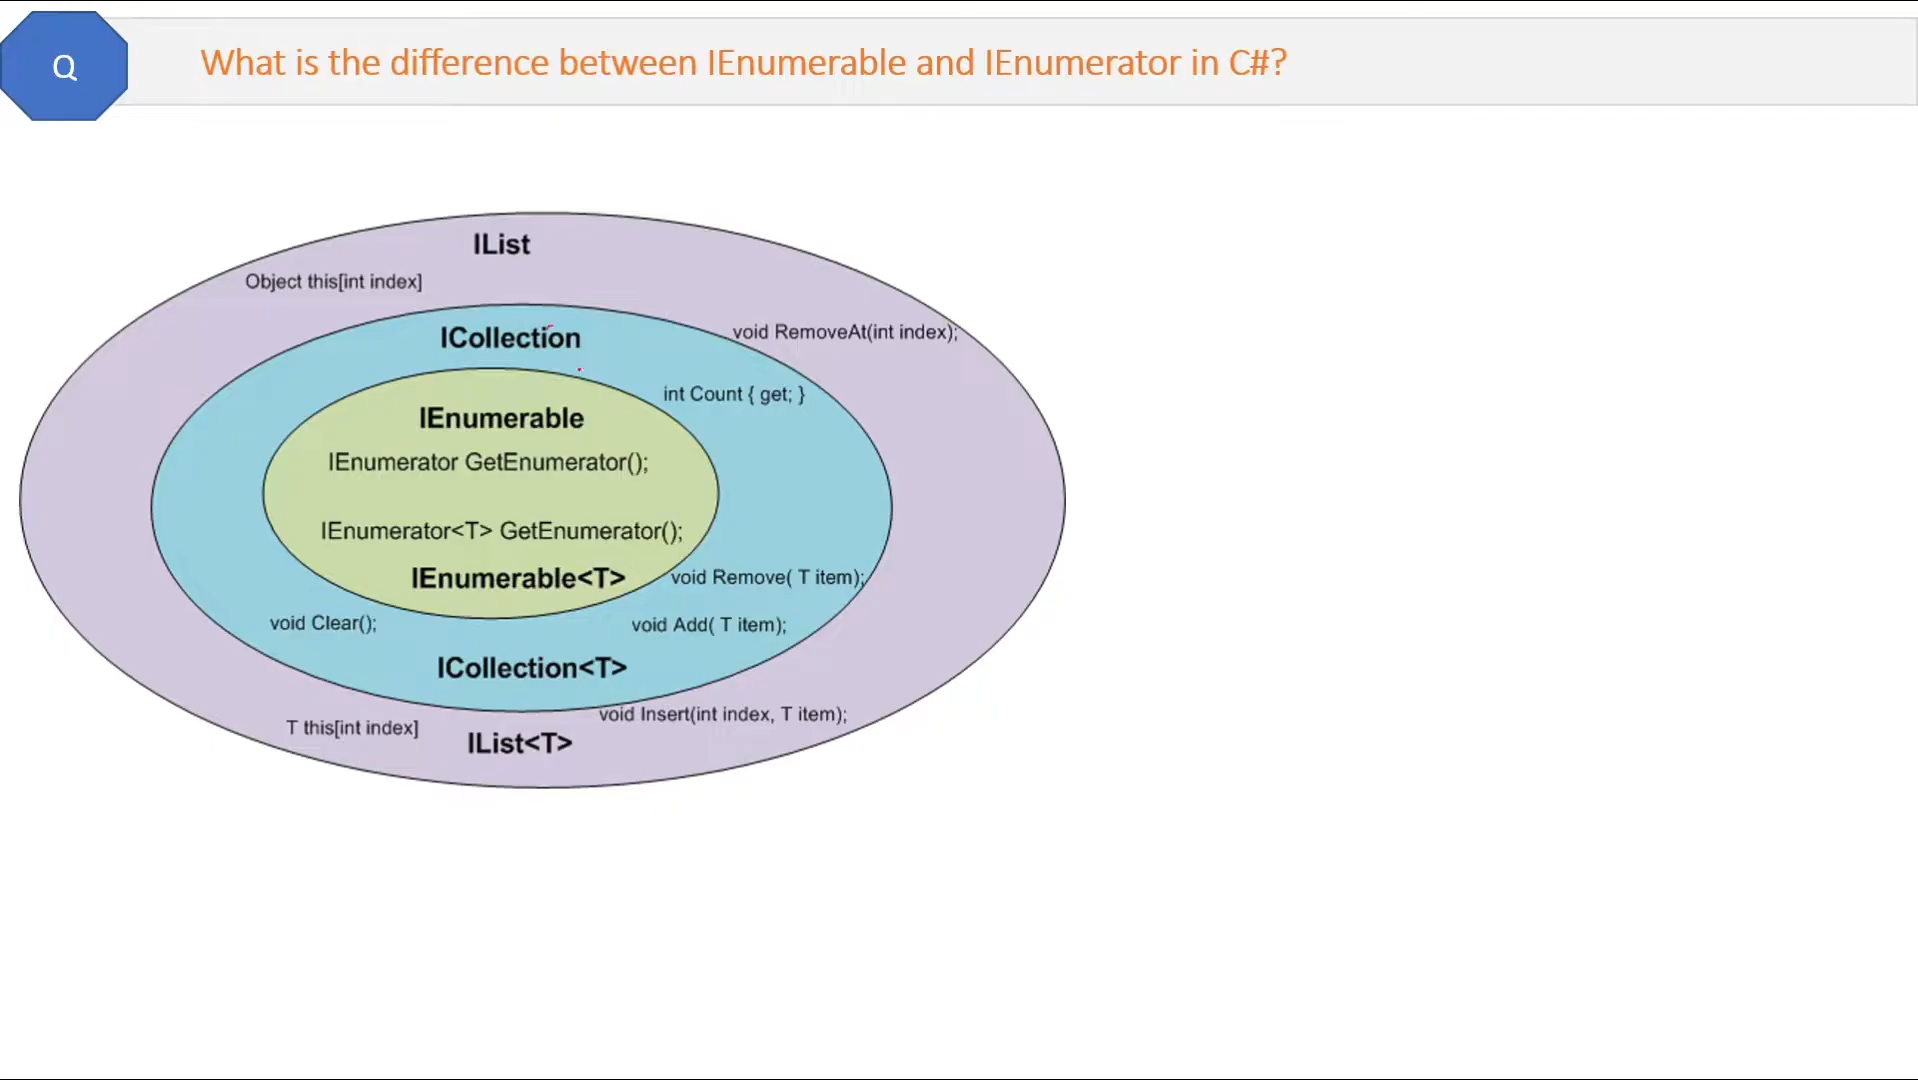 Q
What is the difference between IEnumerable and IEnumerator in C#?
IList
Object this[int index]
ICollection
void RemoveAt(int index);
int Count { get; }
IEnumerable
IEnumerator GetEnumerator();
IEnumerator<T> GetEnumerator();
IEnumerable<T>
void Remove( T item);
void Clear();
void Add( T item);
ICollection<T>
void Insert(int index, T item);
T this[int index]
IList<T>